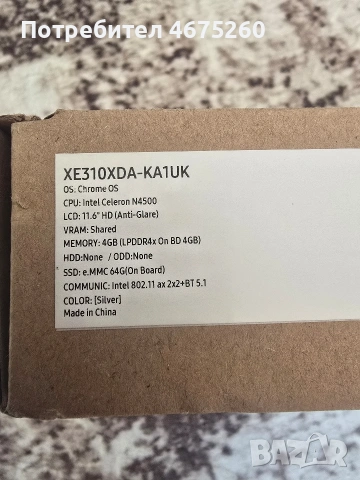 Потребител 4675260
XE310XDA-KA1UK
OS. Chrome OS
CPU: Intel Celeron N4500
LCD: 11.6" HD (Anti-Glare)
VRAM: Shared
MEMORY: 4GB (LPDDR4x On BD 4GB)
HDD:None / ODD:None
SSD: e.MMC 64G(On Board)
COMMUNIC: Intel 802.11 ax 2x2+BT 5.1
COLOR: [Silver]
Made in China
BAZAR